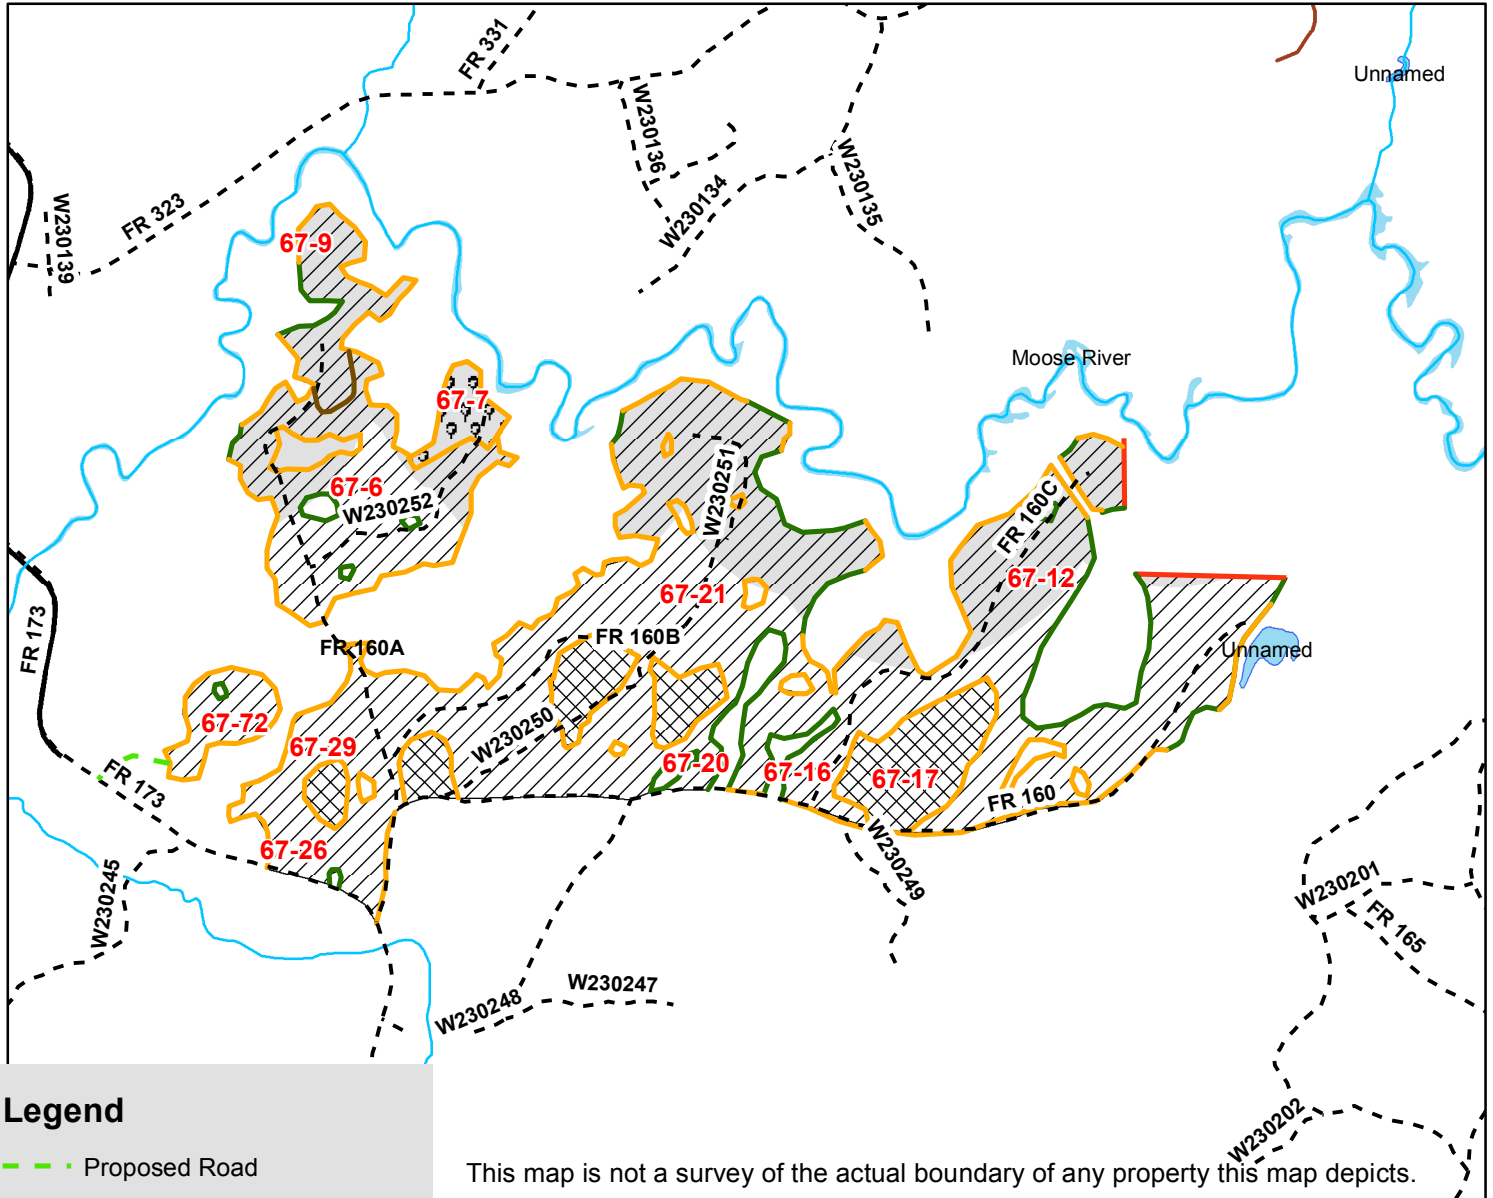 FR 331
Unnamed
W230136
W230135
W230134
W230139
FR 323
67-9
Moose River
67-7
67-6
W230252
W230251
FR 160C
67-12
67-21
FR 173
FR 160A
FR 160B
Unnamed
67-72
67-29
W230250
67-20
67-16
67-17
FR 173
FR 160
67-26
W230249
W230245
W230201
FR 165
W230247
W230248
W230202
Legend
Proposed Road
This map is not a survey of the actual boundary of any property this map depicts.